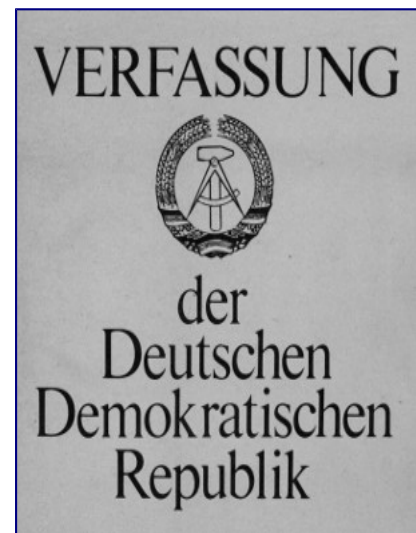 VERFASSUNG
der
Deutschen
Demokratischen
Republik